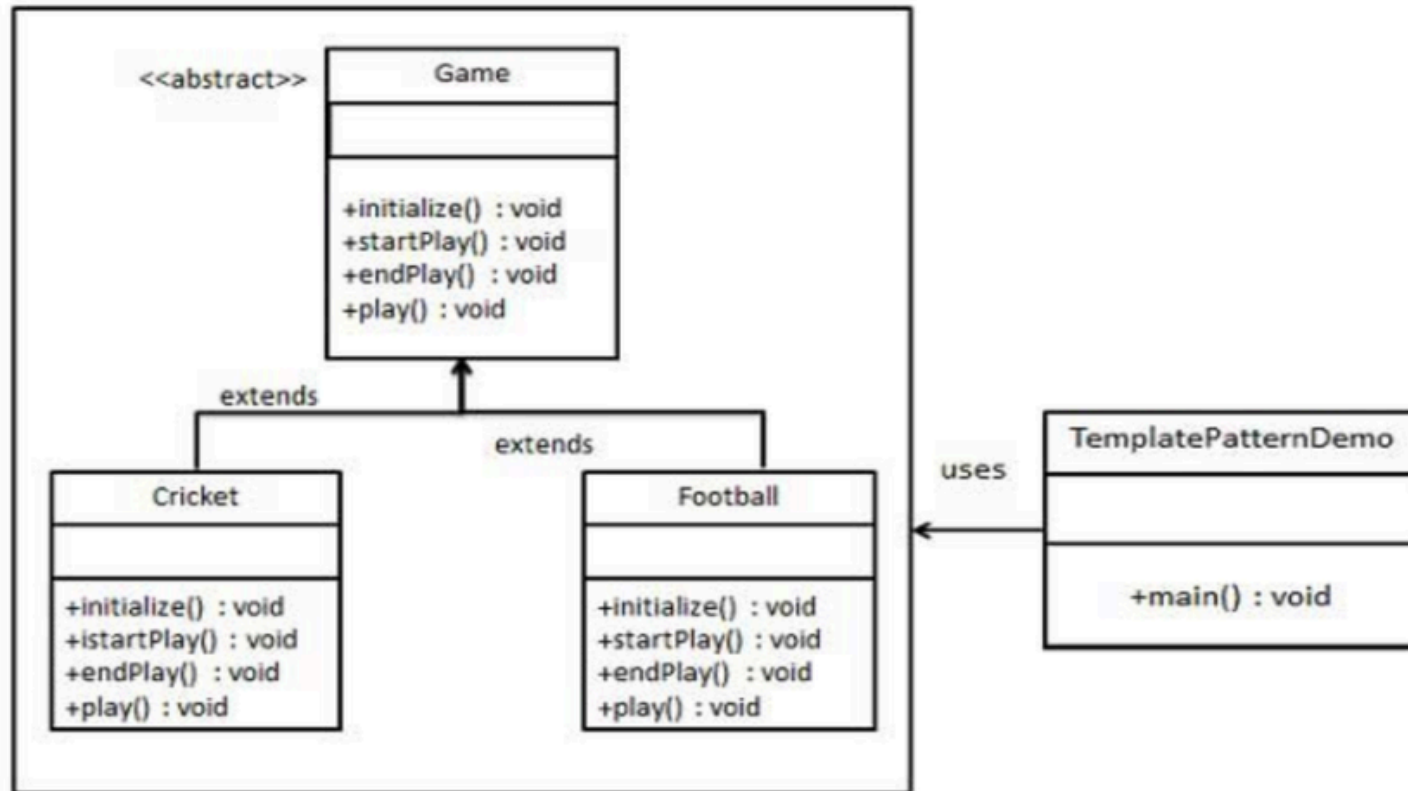 <<abstract>>
Game
+initialize() : void
+startPlay() : void
+endPlay() : void
+play() : void
extends
extends
Cricket
+initialize() : void
+istartPlay() : void
+endPlay() : void
+play() : void
Football
+initialize() : void
+startPlay() : void
+endPlay() : void
+play() : void
uses
TemplatePatternDemo
+main() : void